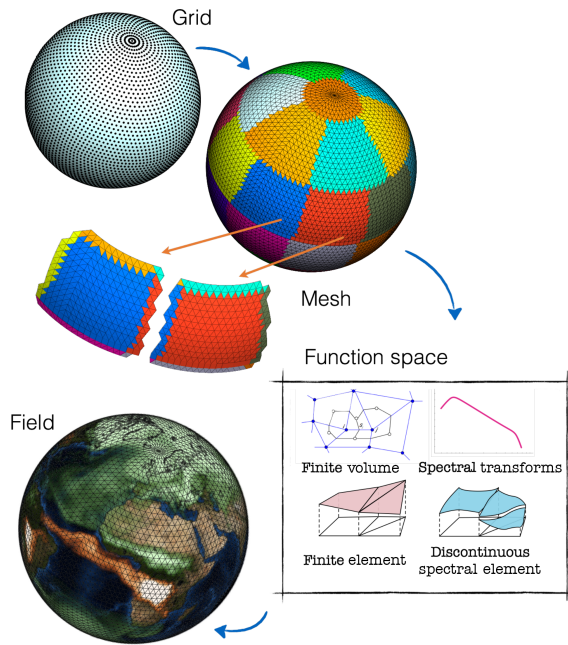 Grid
Mesh
Function space
Finite volume
Spectral transforms
Finite element
Discontinuous
spectral element
Field